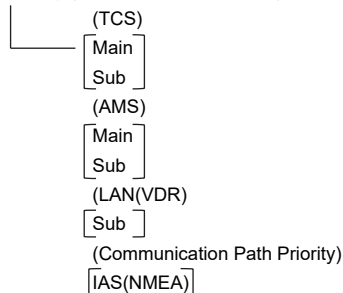 (TCS)
Main
Sub
(AMS)
Main
Sub
(LAN(VDR)
Sub
(Communication Path Priority)
IAS(NMEA)